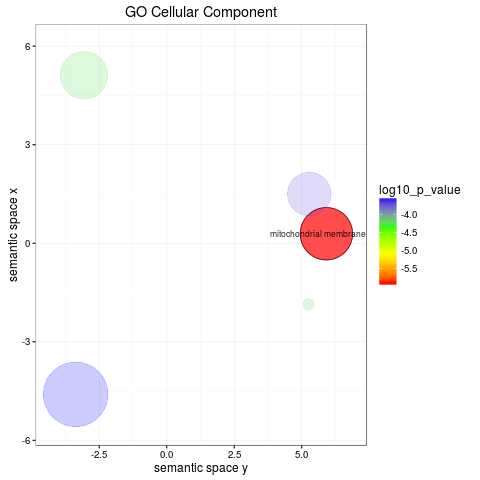 GO Cellular Component
6
3
0
-3
-6
semantic space x
mitochondrial membrane
-2.5 0.0 2.5 5.0
semantic space y
log10_p_value
-4.0
-4.5
-5.0
-5.5